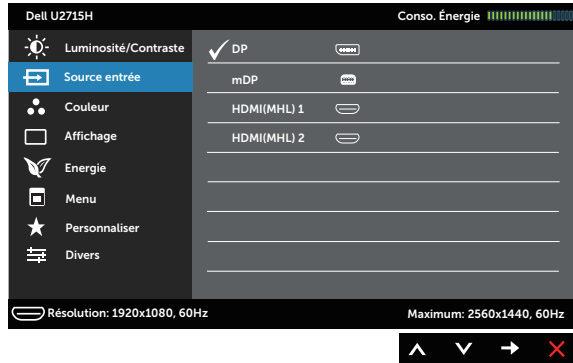 Dell U2715H
Conso. Énergie
Luminosité/Contraste
DP
Source entrée
mDP
Couleur
HDMI(MHL) 1
Affichage
HDMI(MHL) 2
Energie
Menu
Personnaliser
Divers
Résolution: 1920x1080, 60Hz
Maximum: 2560x1440, 60Hz